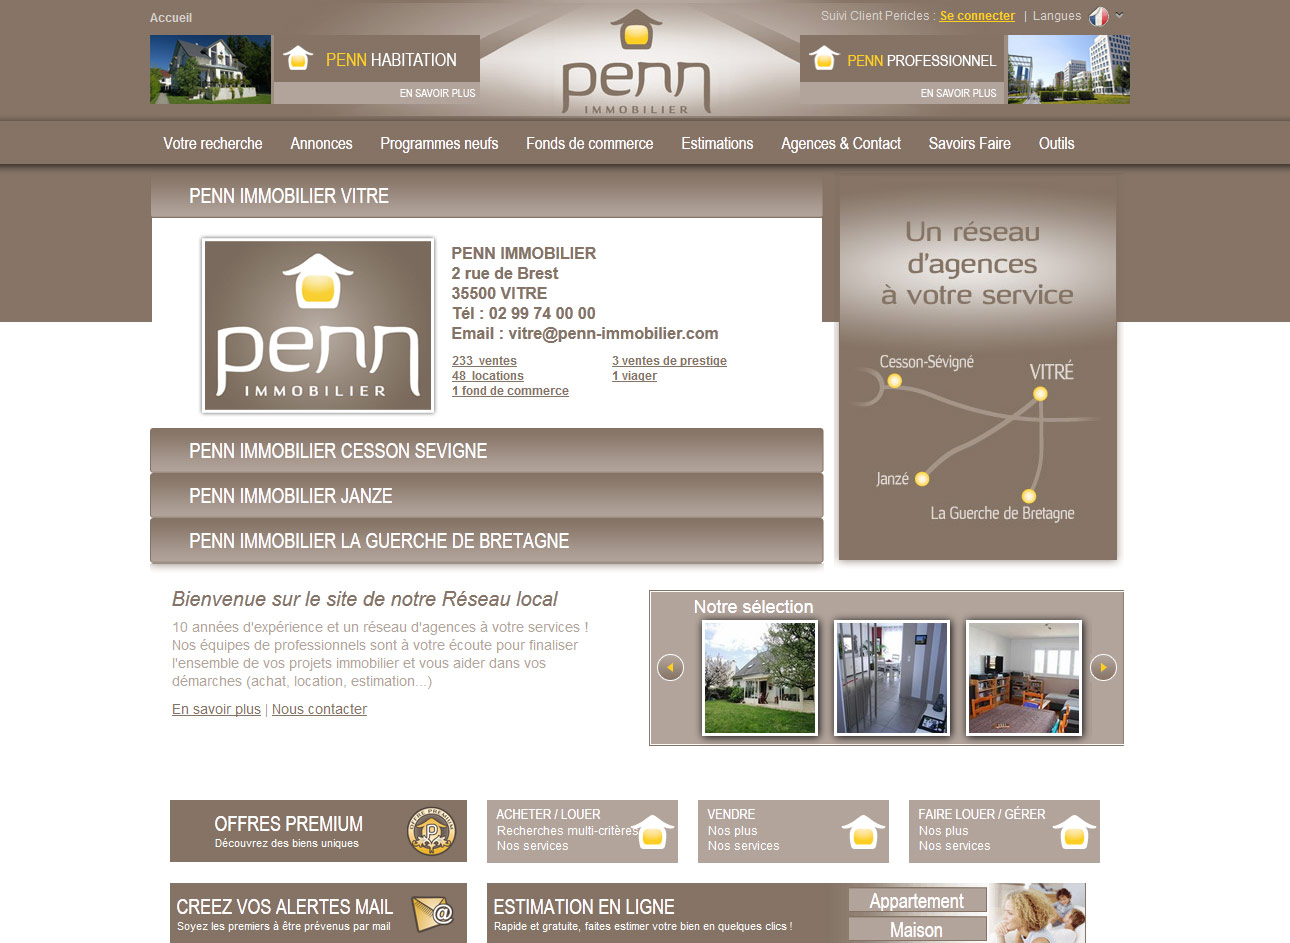 Accueil
Suivi Client Pericles : Se connecter | Langues
PENN HABITATION
EN SAVOIR PLUS
penn
IMMOBILIER
PENN PROFESSIONNEL
EN SAVOIR PLUS
Votre recherche Annonces Programmes neufs Fonds de commerce Estimations Agences & Contact Savoirs Faire Outils
PENN IMMOBILIER VITRE
penn
IMMOBILIER
PENN IMMOBILIER
2 rue de Brest
35500 VITRE
Tél : 02 99 74 00 00
Email : vitre@penn-immobilier.com
233 ventes 3 ventes de prestige
48 locations 1 viager
1 fond de commerce
Un réseau
d'agences
à votre service
Cesson-Sévigné
VITRÉ
Janzé
La Guerche de Bretagne
PENN IMMOBILIER CESSON SEVIGNE
PENN IMMOBILIER JANZE
PENN IMMOBILIER LA GUERCHE DE BRETAGNE
Bienvenue sur le site de notre Réseau local
10 années d'expérience et un réseau d'agences à votre services !
Nos équipes de professionnels sont à votre écoute pour finaliser
l'ensemble de vos projets immobilier et vous aider dans vos
démarches (achat, location, estimation...)
En savoir plus | Nous contacter
Notre sélection
OFFRES PREMIUM
Découvrez des biens uniques
OFFRE PREMIUM
P
ACHETER / LOUER
Recherches multi-critères
Nos services
VENDRE
Nos plus
Nos services
FAIRE LOUER / GÉRER
Nos plus
Nos services
CREEZ VOS ALERTES MAIL
Soyez les premiers à être prévenus par mail
@
ESTIMATION EN LIGNE
Rapide et gratuite, faites estimer votre bien en quelques clics !
Appartement
Maison